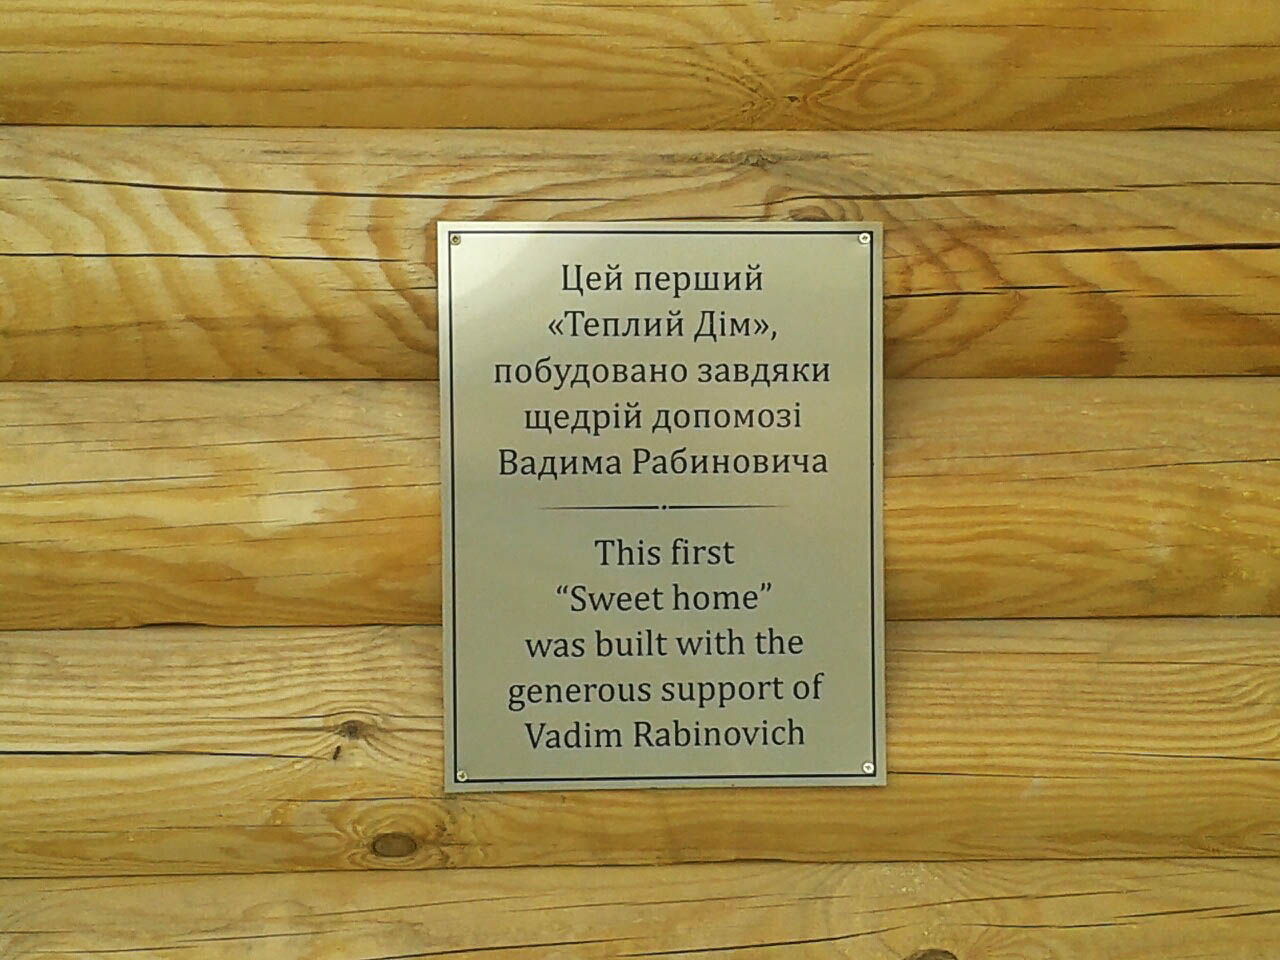 Цей перший
«Теплий Дім»,
побудовано завдяки
щедрій допомозі
Вадима Рабиновича
This first
“Sweet home”
was built with the
generous support of
Vadim Rabinovich